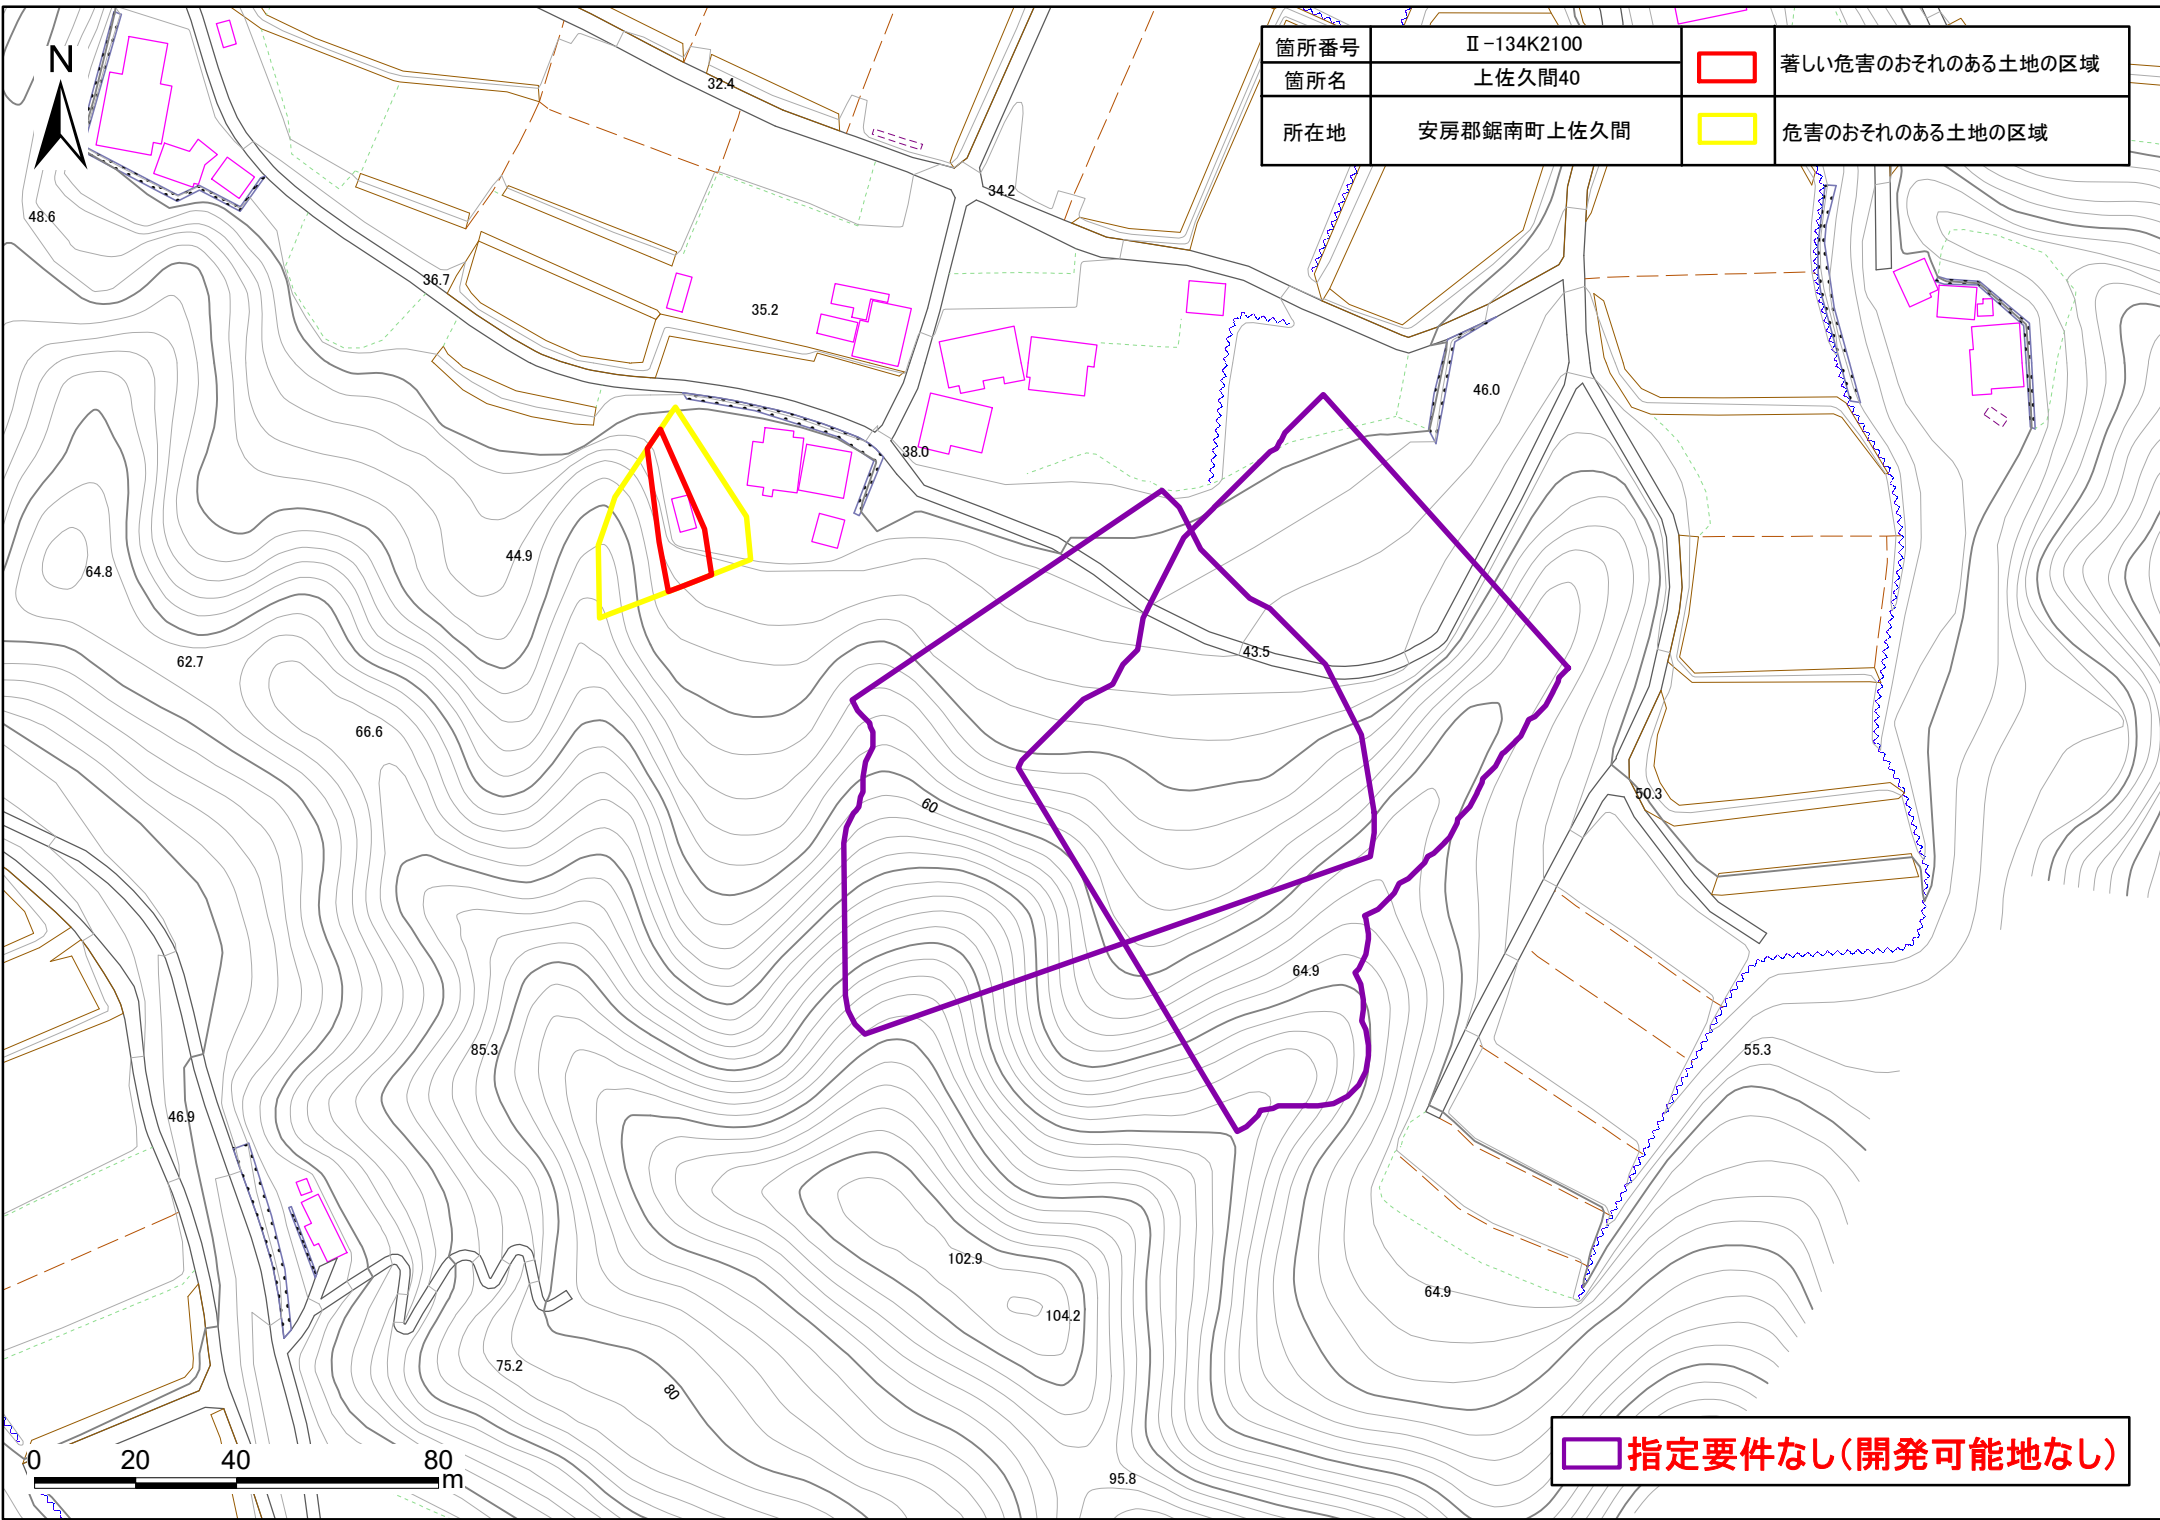 N
箇所番号 Ⅱ-134K2100
箇所名 上佐久間40
所在地 安房郡鋸南町上佐久間
著しい危害のおそれのある土地の区域
危害のおそれのある土地の区域
32.4
34.2
48.6
36.7
35.2
46.0
38.0
44.9
64.8
62.7
43.5
66.6
50.3
60
64.9
85.3
55.3
46.9
102.9
64.9
104.2
75.2
80
95.8
0 20 40 80
m
指定要件なし(開発可能地なし)